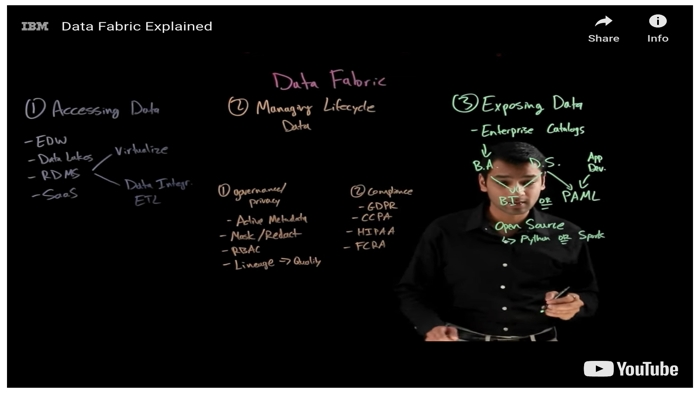 IBM Data Fabric Explained
Share
Info
Data Fabric
① Accessing Data
- EDW
- Data Lakes
- RDMS
- SaaS
Virtualize
Data Integr.
ETL
② Managing Lifecycle
Data
① governance/
privacy
- Active Metadata
- Mask/Redact
- RBAC
- Lineage => Quality
② Compliance
- GDPR
- CCPA
- HIPAA
- FCRA
③ Exposing Data
- Enterprise Catalogs
B.A. D.S. App
Dev.
B.I. OR PAML
. Open Source
↳ Python OR Spark
YouTube